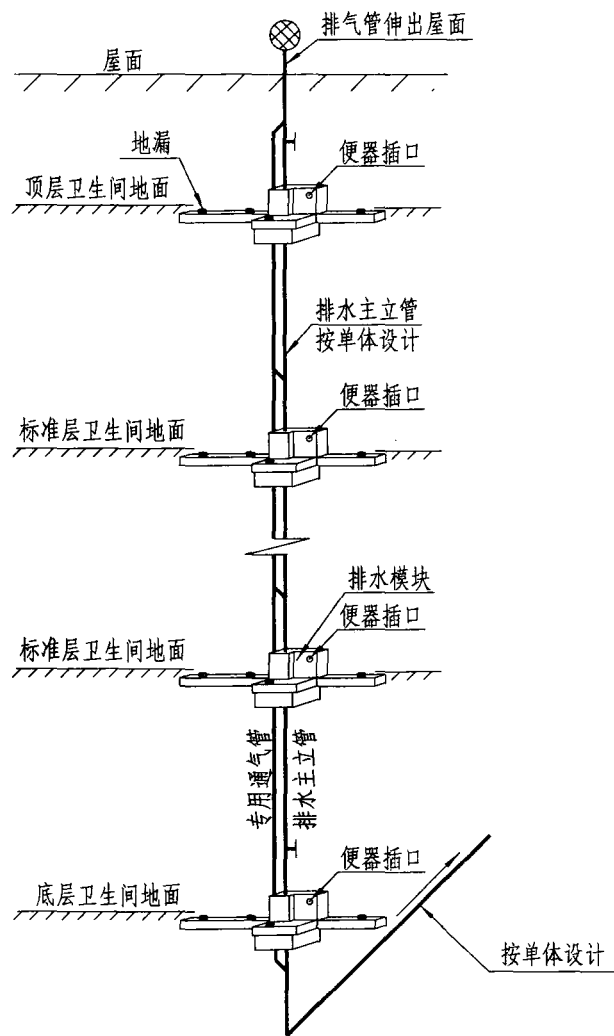 排气管伸出屋面
屋面
地漏
便器插口
顶层卫生间地面
排水主立管
按单体设计
便器插口
标准层卫生间地面
排水模块
便器插口
标准层卫生间地面
专用通气管
排水主立管
便器插口
底层卫生间地面
按单体设计